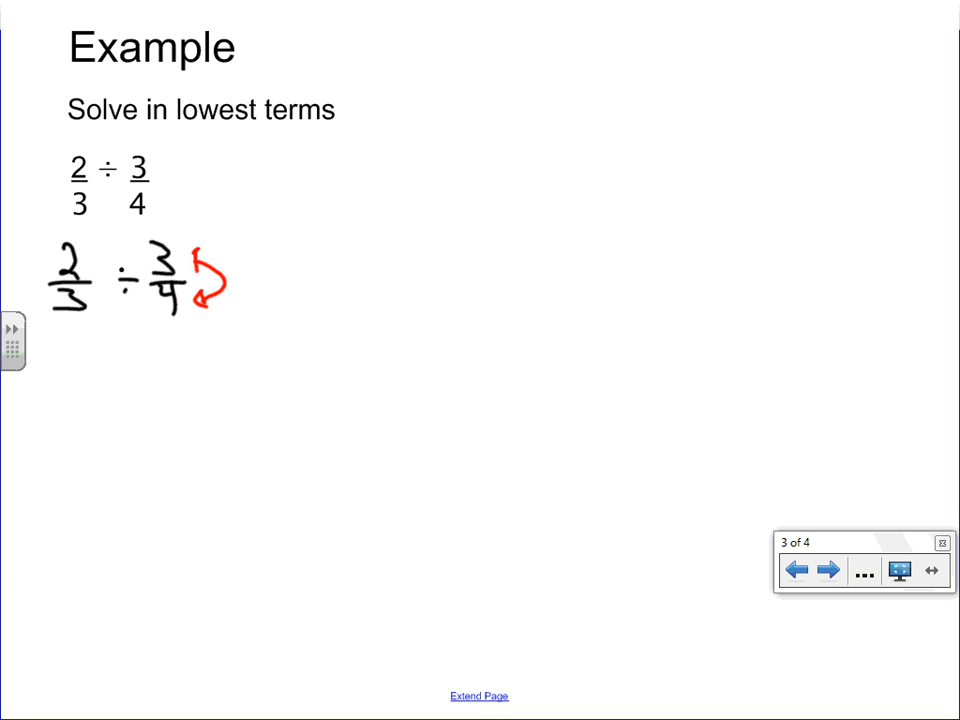 Example
Solve in lowest terms
2 ÷ 3
3 4
2 ÷ 3
3 4
3 of 4
...
Extend Page